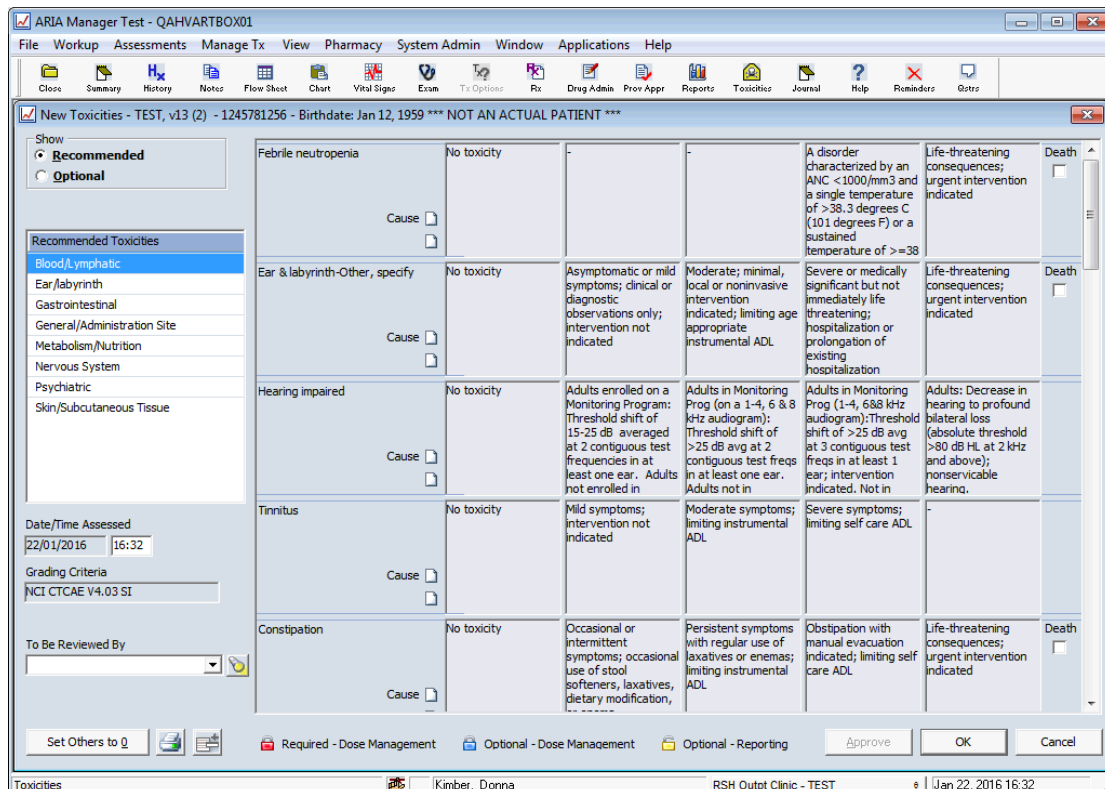 ARIA Manager Test - QAHVARTBOX01
File Workup Assessments Manage Tx View Pharmacy System Admin Window Applications Help
Close Summary History Notes Flow Sheet Chart Vital Signs Exam Tx Options Rx Drug Admin Prov Appr Reports Toxicities Journal Help Reminders Qstrs
New Toxicities - TEST, v13 (2) - 1245781256 - Birthdate: Jan 12, 1959 *** NOT AN ACTUAL PATIENT ***
Show
Recommended
Optional
Recommended Toxicities
Blood/Lymphatic
Ear/labyrinth
Gastrointestinal
General/Administration Site
Metabolism/Nutrition
Nervous System
Psychiatric
Skin/Subcutaneous Tissue
Date/Time Assessed
22/01/2016 16:32
Grading Criteria
NCI CTCAE V4.03 SI
To Be Reviewed By
Febrile neutropenia
Cause
No toxicity
-
-
A disorder
characterized by an
ANC <1000/mm3 and
a single temperature
of >38.3 degrees C
(101 degrees F) or a
sustained
temperature of >=38
Life-threatening
consequences;
urgent intervention
indicated
Death
Ear & labyrinth-Other, specify
Cause
No toxicity
Asymptomatic or mild
symptoms; clinical or
diagnostic
observations only;
intervention not
indicated
Moderate; minimal,
local or noninvasive
intervention
indicated; limiting age
appropriate
instrumental ADL
Severe or medically
significant but not
immediately life
threatening;
hospitalization or
prolongation of
existing
hospitalization
Life-threatening
consequences;
urgent intervention
indicated
Death
Hearing impaired
Cause
No toxicity
Adults enrolled on a
Monitoring Program:
Threshold shift of
15-25 dB averaged
at 2 contiguous test
frequencies in at
least one ear. Adults
not enrolled in
Adults in Monitoring
Prog (on a 1-4, 6 & 8
kHz audiogram):
Threshold shift of
>25 dB avg at 2
contiguous test freqs
in at least one ear.
Adults not in
Adults in Monitoring
Prog (1-4, 6&8 kHz
audiogram):Threshold
shift of >25 dB avg
at 3 contiguous test
freqs in at least 1
ear; intervention
indicated. Not in
Adults: Decrease in
hearing to profound
bilateral loss
(absolute threshold
>80 dB HL at 2 kHz
and above);
nonservicable
hearing.
Tinnitus
Cause
No toxicity
Mild symptoms;
intervention not
indicated
Moderate symptoms;
limiting instrumental
ADL
Severe symptoms;
limiting self care ADL
-
Constipation
Cause
No toxicity
Occasional or
intermittent
symptoms; occasional
use of stool
softeners, laxatives,
dietary modification,
Persistent symptoms
with regular use of
laxatives or enemas;
limiting instrumental
ADL
Obstipation with
manual evacuation
indicated; limiting self
care ADL
Life-threatening
consequences;
urgent intervention
indicated
Death
Set Others to 0
Required - Dose Management
Optional - Dose Management
Optional - Reporting
Approve OK Cancel
Toxicities Kimber, Donna RSH Outpt Clinic - TEST Jan 22, 2016 16:32